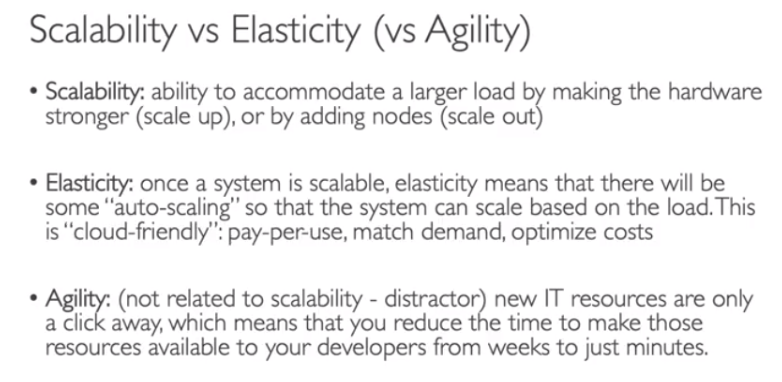 Scalability vs Elasticity (vs Agility)
• Scalability: ability to accommodate a larger load by making the hardware
stronger (scale up), or by adding nodes (scale out)
• Elasticity: once a system is scalable, elasticity means that there will be
some “auto-scaling” so that the system can scale based on the load. This
is “cloud-friendly”: pay-per-use, match demand, optimize costs
• Agility: (not related to scalability - distractor) new IT resources are only
a click away, which means that you reduce the time to make those
resources available to your developers from weeks to just minutes.